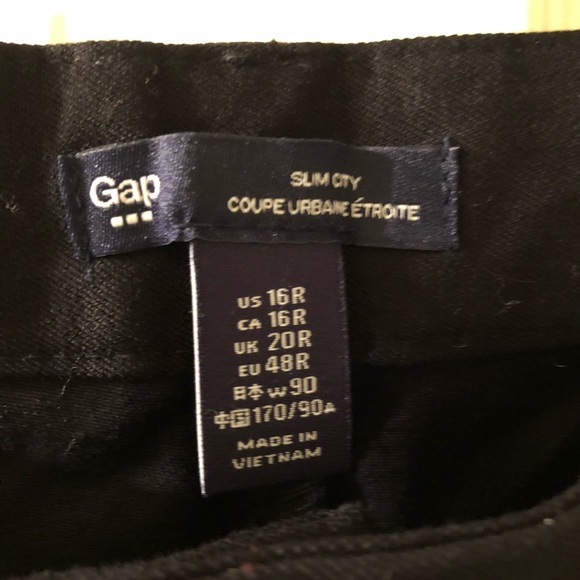 Gap
SLIM CITY
COUPE URBAINE ÉTROITE
US 16R
CA 16R
UK 20R
EU 48R
日本 W90
中国 170/90A
MADE IN
VIETNAM